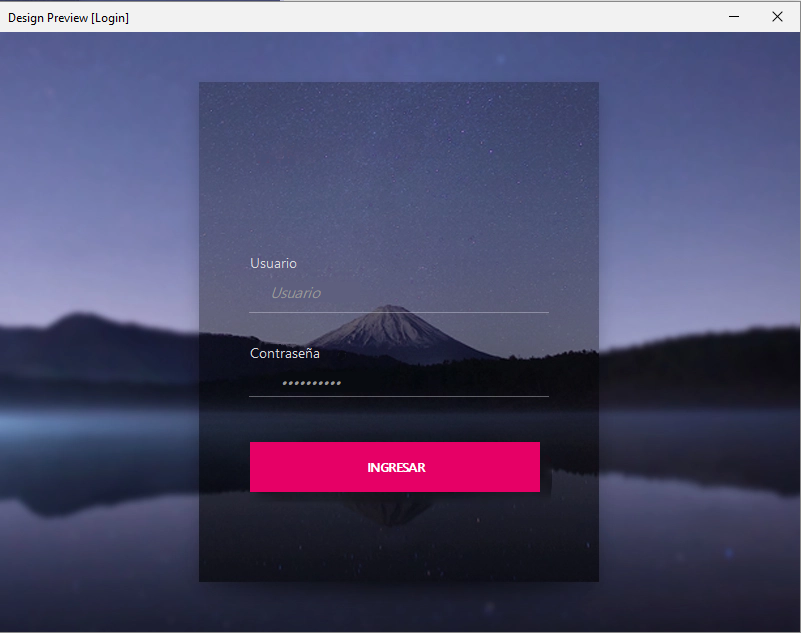 Design Preview [Login]
Usuario
Usuario
Contraseña
••••••••••
INGRESAR